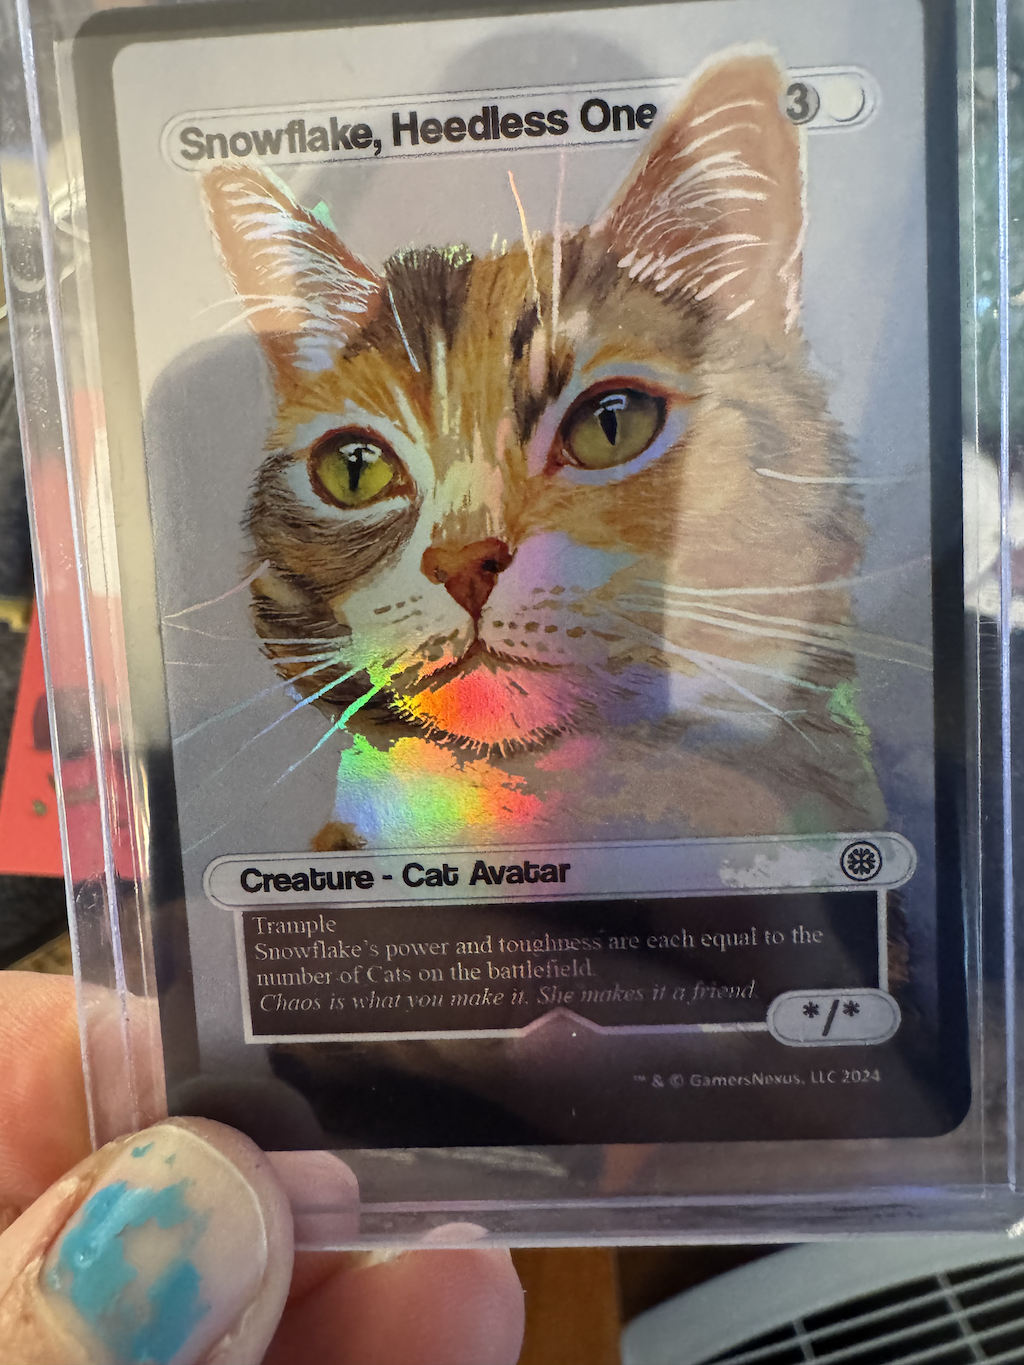 Snowflake, Heedless One 3
Creature - Cat Avatar
Trample
Snowflake's power and toughness are each equal to the
number of Cats on the battlefield.
Chaos is what you make it. She makes it a friend.
*/*
™ & © GamersNexus, LLC 2024